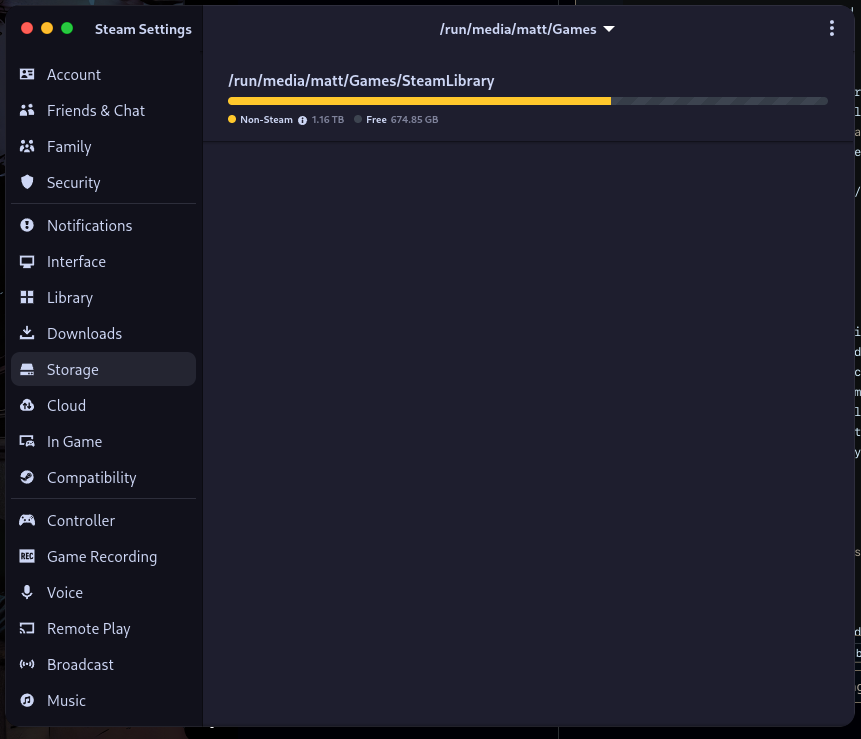 Steam Settings
/run/media/matt/Games
Account
Friends & Chat
Family
Security
Notifications
Interface
Library
Downloads
Storage
Cloud
In Game
Compatibility
Controller
REC Game Recording
Voice
Remote Play
Broadcast
Music
/run/media/matt/Games/SteamLibrary
Non-Steam 1.16 TB Free 674.85 GB